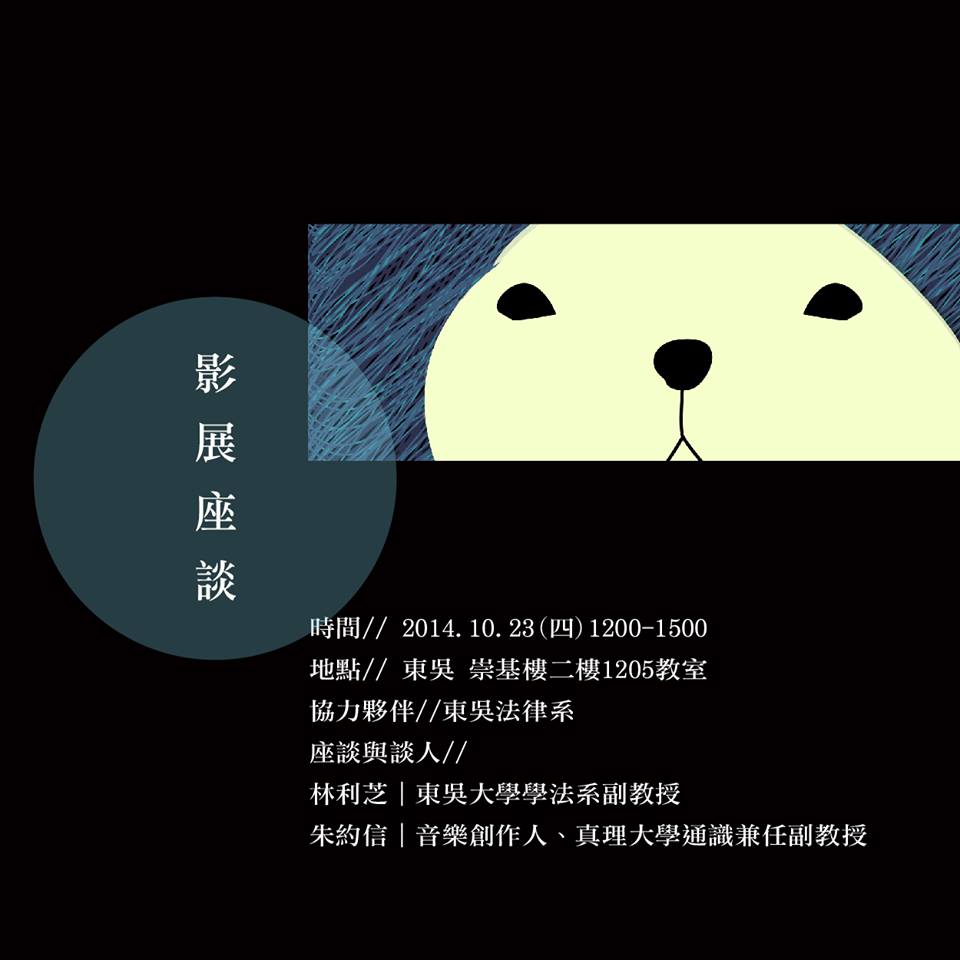 影展座談
時間// 2014.10.23(四)1200-1500
地點// 東吳 崇基樓二樓1205教室
協力夥伴//東吳法律系
座談與談人//
林利芝│東吳大學學法系副教授
朱約信│音樂創作人、真理大學通識兼任副教授